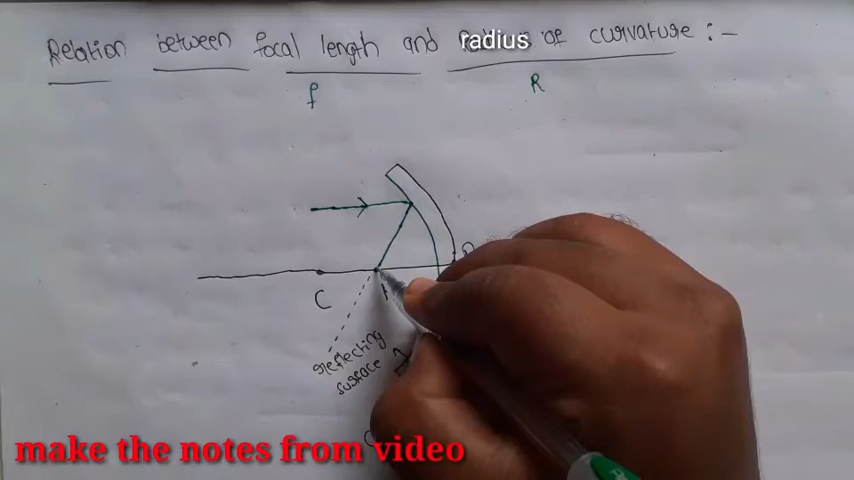 Relation between focal length and radius of curvature :-
f
R
C
reflecting
surface
make the notes from video